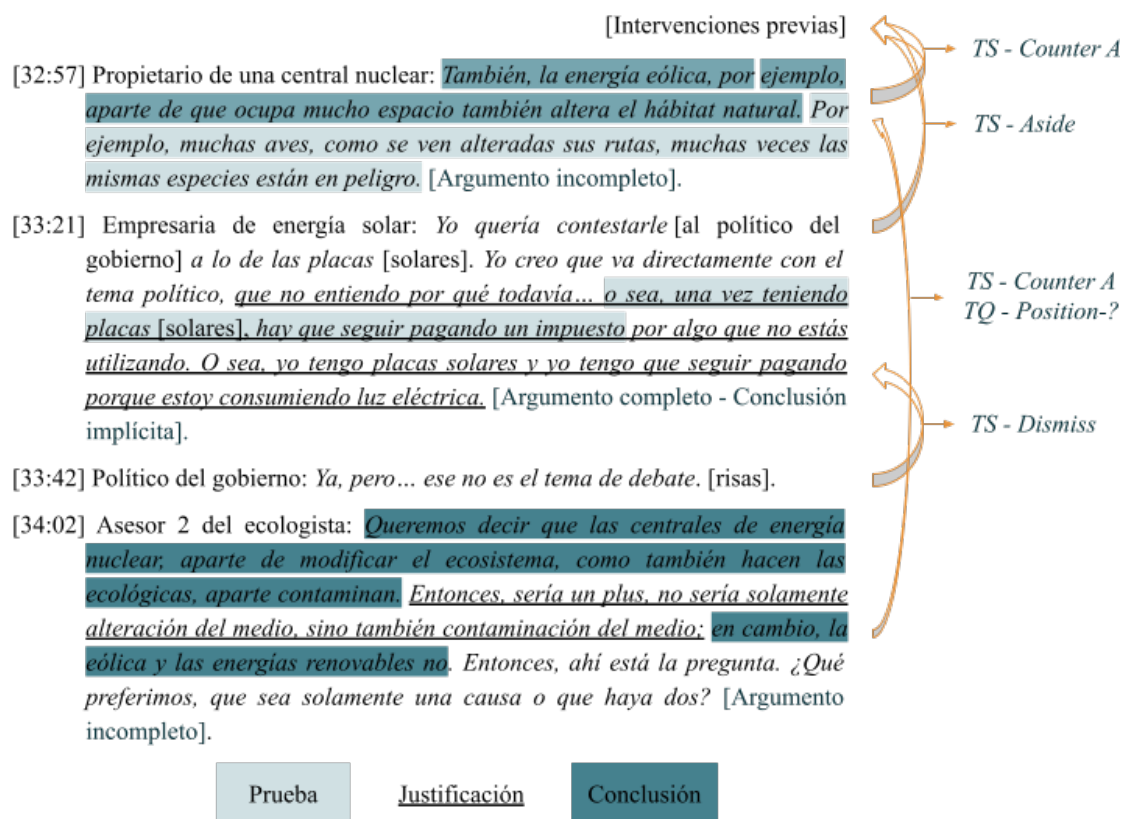 [Intervenciones previas]
TS - Counter A
[32:57] Propietario de una central nuclear: También, la energía eólica, por ejemplo,
aparte de que ocupa mucho espacio también altera el hábitat natural. Por
TS - Aside
ejemplo, muchas aves, como se ven alteradas sus rutas, muchas veces las
mismas especies están en peligro. [Argumento incompleto].
[33:21] Empresaria de energía solar: Yo quería contestarle [al político del
gobierno] a lo de las placas [solares]. Yo creo que va directamente con el
tema político, que no entiendo por qué todavía... o sea, una vez teniendo
TS - Counter A
TQ - Position-?
placas [solares], hay que seguir pagando un impuesto por algo que no estás
utilizando. O sea, yo tengo placas solares y yo tengo que seguir pagando
porque estoy consumiendo luz eléctrica. [Argumento completo - Conclusión
implícita].
TS - Dismiss
[33:42] Político del gobierno: Ya, pero... ese no es el tema de debate. [risas].
[34:02] Asesor 2 del ecologista: Queremos decir que las centrales de energía
nuclear, aparte de modificar el ecosistema, como también hacen las
ecológicas, aparte contaminan. Entonces, sería un plus, no sería solamente
alteración del medio, sino también contaminación del medio; en cambio, la
eólica y las energías renovables no. Entonces, ahí está la pregunta. ¿Qué
preferimos, que sea solamente una causa o que haya dos? [Argumento
incompleto].
Prueba
Justificación
Conclusión